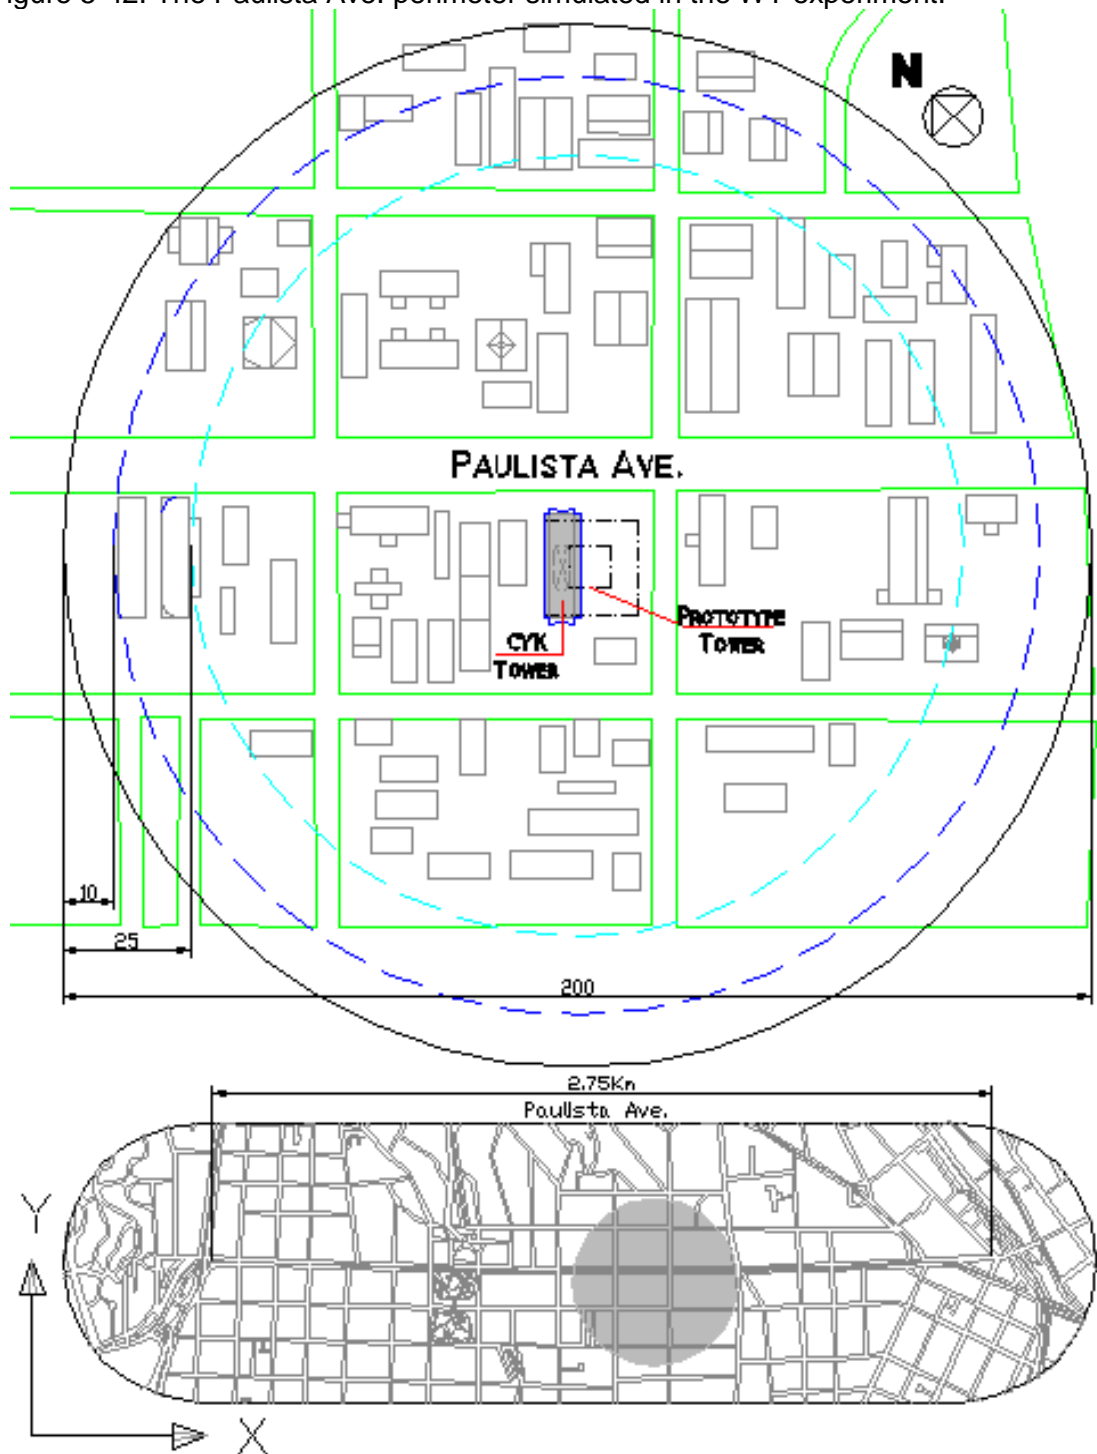 Figure 3-42. The Paulista Ave. perimeter simulated in the WT experiment.
N
PAULISTA AVE.
PROTOTYPE
TOWER
CYK
TOWER
10
25
200
2.75Km
Paulista Ave.
Y
X